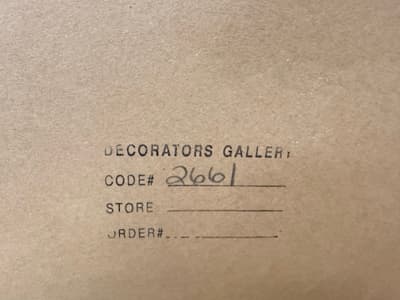 DECORATORS GALLERY
CODE# 2661
STORE
ORDER#